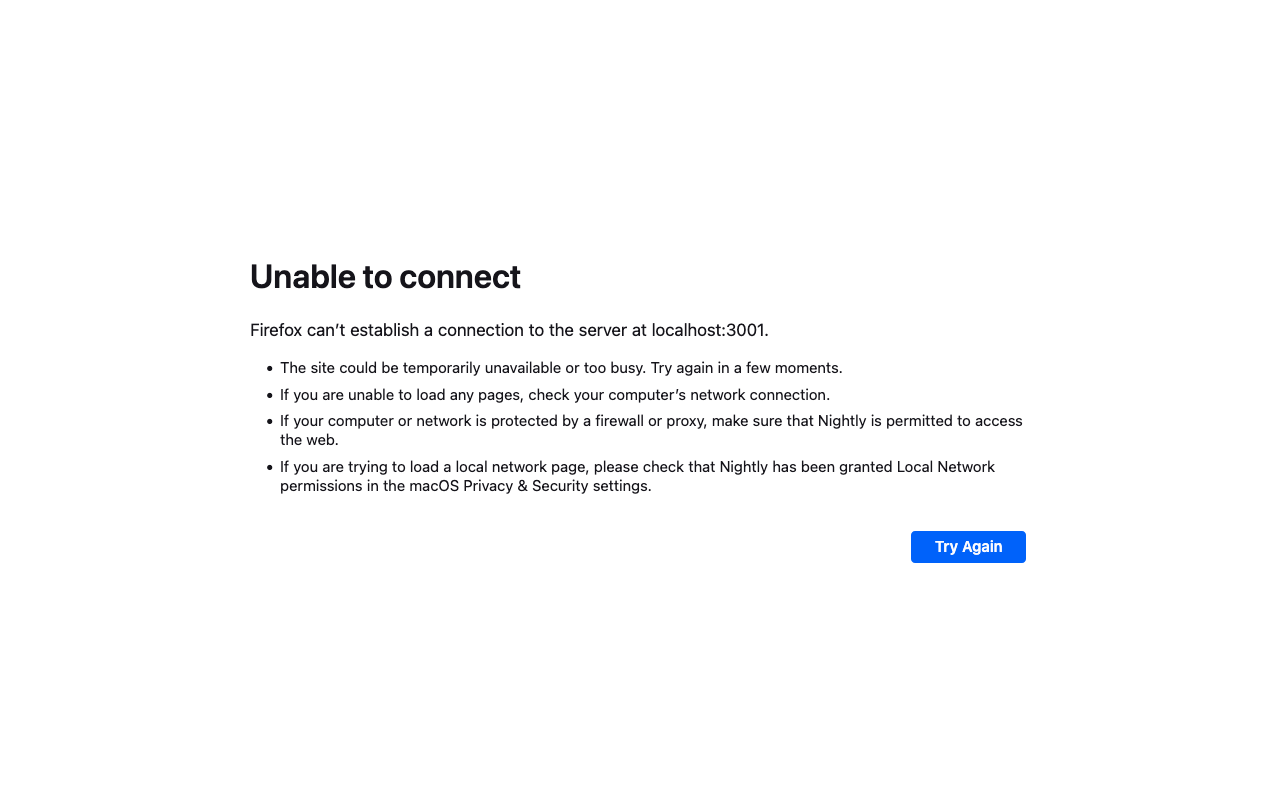 Unable to connect
Firefox can’t establish a connection to the server at localhost:3001.
• The site could be temporarily unavailable or too busy. Try again in a few moments.
• If you are unable to load any pages, check your computer’s network connection.
• If your computer or network is protected by a firewall or proxy, make sure that Nightly is permitted to access
the web.
• If you are trying to load a local network page, please check that Nightly has been granted Local Network
permissions in the macOS Privacy & Security settings.
Try Again